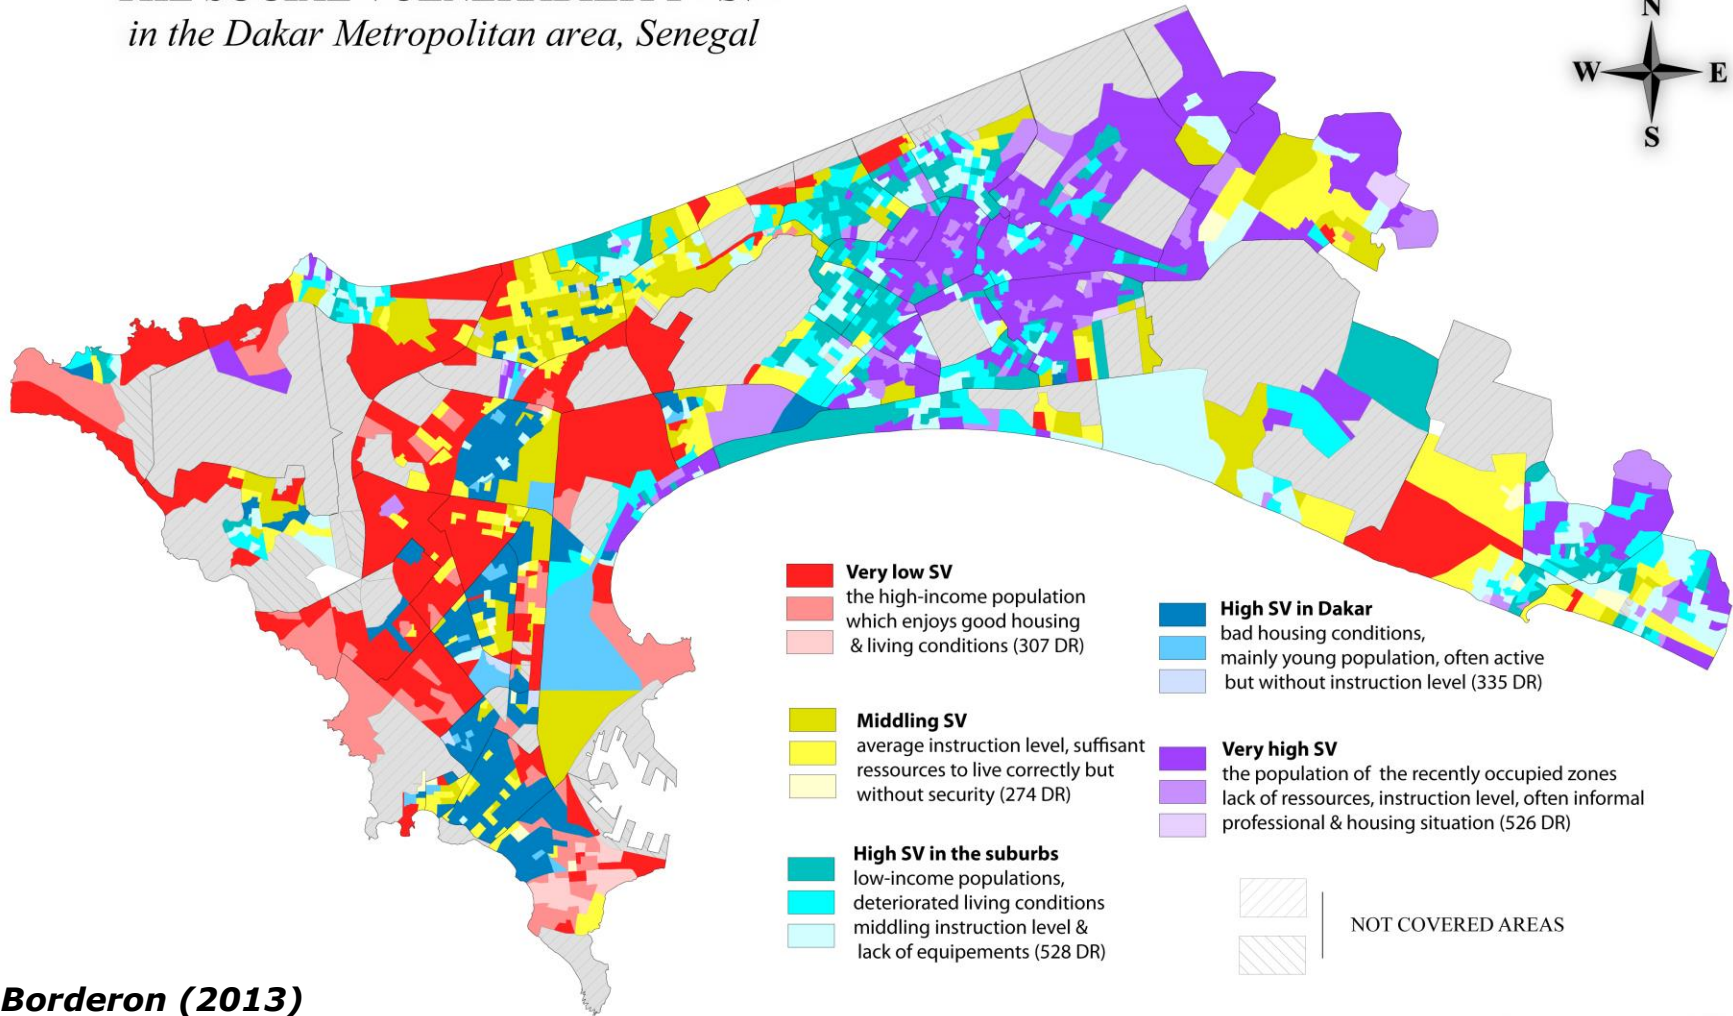 in the Dakar Metropolitan area, Senegal
N
W
E
S
Very low SV
the high-income population
which enjoys good housing
& living conditions (307 DR)
Middling SV
average instruction level, suffisant
ressources to live correctly but
without security (274 DR)
High SV in the suburbs
low-income populations,
deteriorated living conditions
middling instruction level &
lack of equipements (528 DR)
High SV in Dakar
bad housing conditions,
mainly young population, often active
but without instruction level (335 DR)
Very high SV
the population of the recently occupied zones
lack of ressources, instruction level, often informal
professional & housing situation (526 DR)
NOT COVERED AREAS
Borderon (2013)